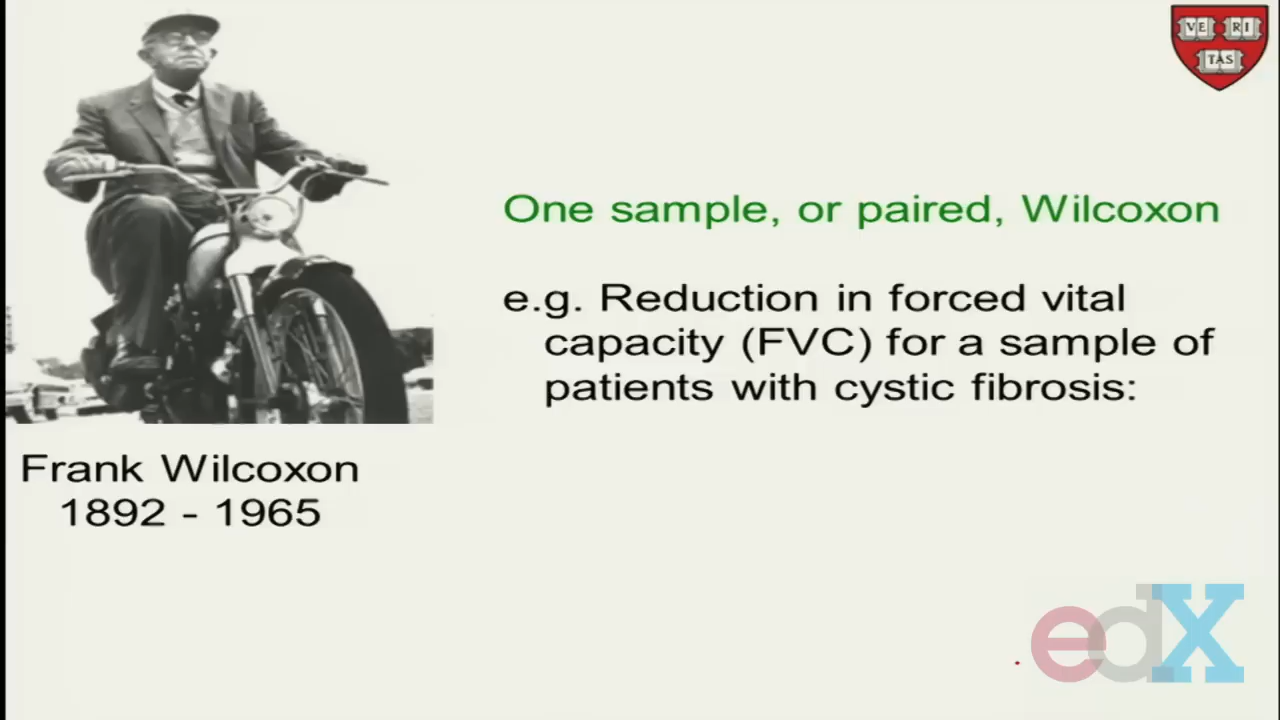 VE RI
TAS
One sample, or paired, Wilcoxon
e.g. Reduction in forced vital
capacity (FVC) for a sample of
patients with cystic fibrosis:
Frank Wilcoxon
1892 - 1965
edX